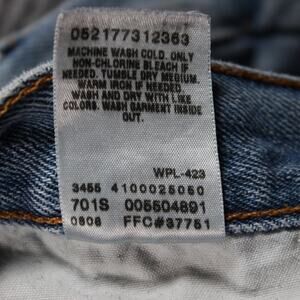 052177312363
MACHINE WASH COLD. ONLY
NON-CHLORINE BLEACH IF
NEEDED. TUMBLE DRY MEDIUM.
WARM IRON IF NEEDED.
WASH AND DRY WITH LIKE
COLORS. WASH GARMENT INSIDE
OUT.
WPL-423
3455 4100025050
701S 005504891
0808 FFC#37751